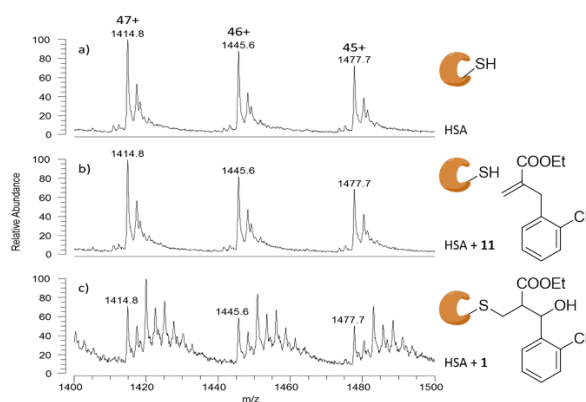 47+ 46+ 45+
a) 1414.8 1445.6 1477.7
SH
HSA
100
80
60
40
20
0
b) 1414.8 1445.6 1477.7
SH
COOEt
Cl
HSA + 11
100
80
60
40
20
0
Relative Abundance
c) 1414.8 1445.6 1477.7
COOEt
S OH
Cl
HSA + 1
100
80
60
40
20
0
1400 1420 1440 1460 1480 1500
m/z